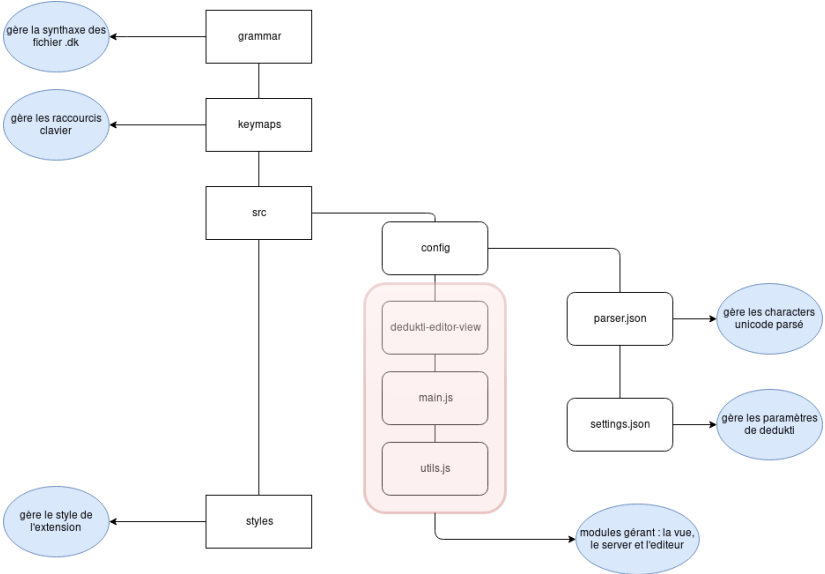 gère la synthaxe des
fichier .dk
grammar
gère les raccourcis
clavier
keymaps
src
config
dedukti-editor-view
parser.json
gère les characters
unicode parsé
main.js
settings.json
gère les paramètres
de dedukti
utils.js
gère le style de
l'extension
styles
modules gérant : la vue,
le server et l'editeur